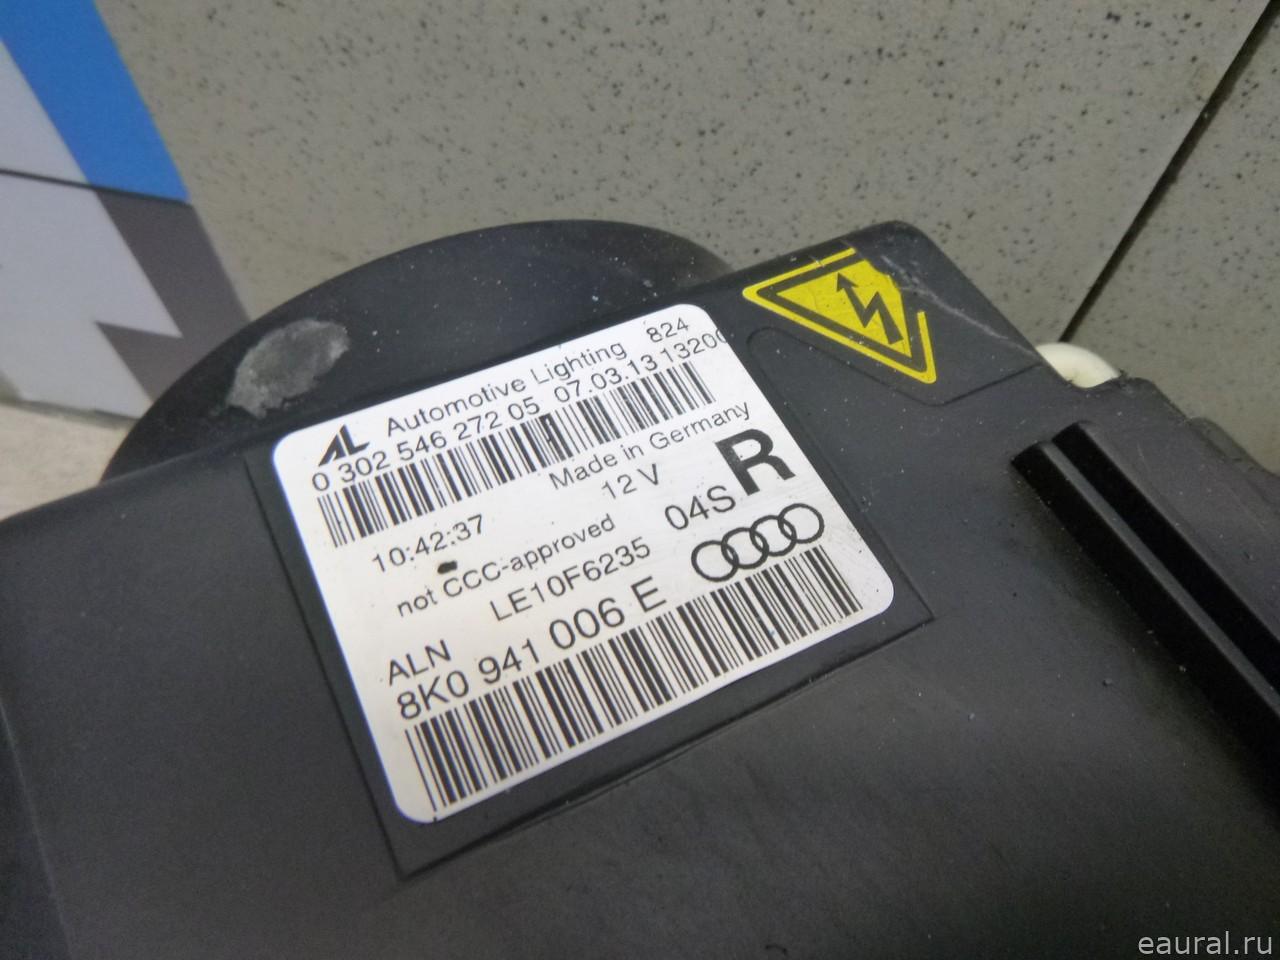 AL Automotive Lighting 824
0 302 546 272 05 07.03.13 13200
Made in Germany
10:42:37 12 V R
not CCC-approved 04S
LE10F6235
ALN
8K0 941 006 E
eaural.ru